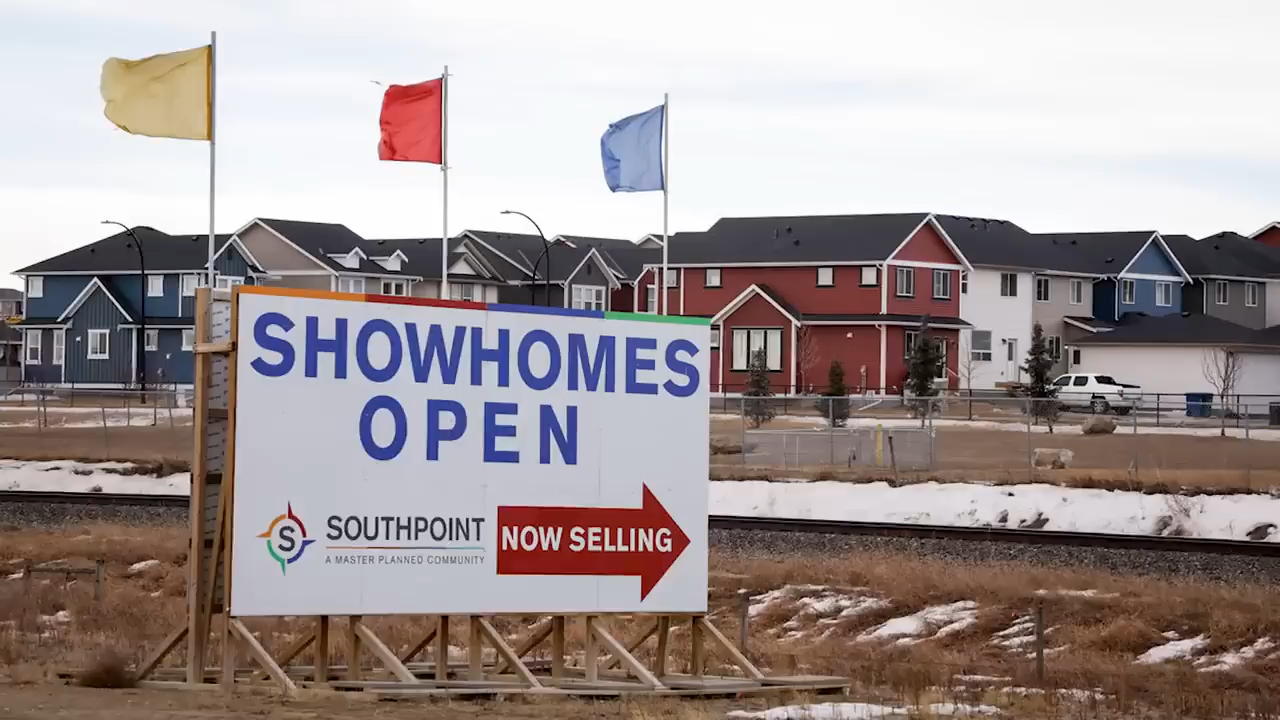 SHOWHOMES
OPEN
S
SOUTHPOINT
A MASTER PLANNED COMMUNITY
NOW SELLING